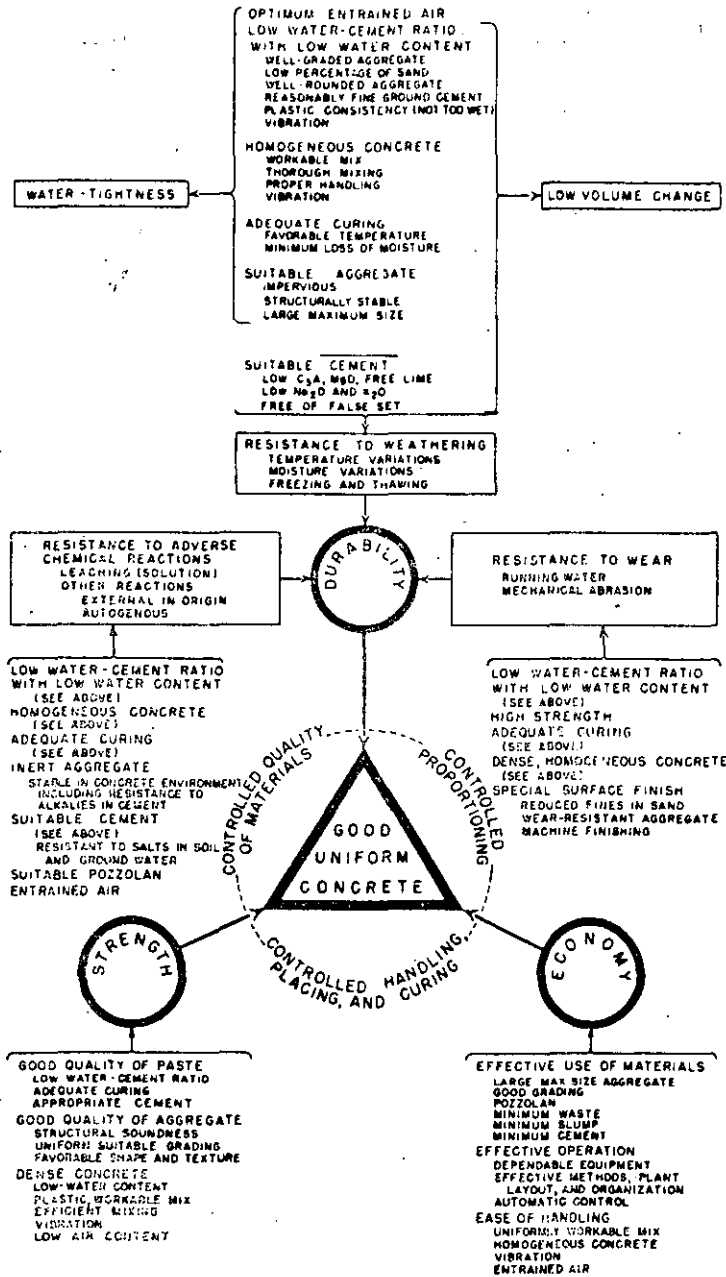 OPTIMUM ENTRAINED AIR
LOW WATER-CEMENT RATIO
WITH LOW WATER CONTENT
WELL-GRADED AGGREGATE
LOW PERCENTAGE OF SAND
WELL-ROUNDED AGGREGATE
REASONABLY FINE GROUND CEMENT
PLASTIC CONSISTENCY (NOT TOO WET)
VIBRATION
HOMOGENEOUS CONCRETE
WORKABLE MIX
THOROUGH MIXING
PROPER HANDLING
VIBRATION
WATER-TIGHTNESS
LOW VOLUME CHANGE
ADEQUATE CURING
FAVORABLE TEMPERATURE
MINIMUM LOSS OF MOISTURE
SUITABLE AGGREGATE
IMPERVIOUS
STRUCTURALLY STABLE
LARGE MAXIMUM SIZE
SUITABLE CEMENT
LOW C₃A, MgO, FREE LIME
LOW Na₂O AND K₂O
FREE OF FALSE SET
RESISTANCE TO WEATHERING
TEMPERATURE VARIATIONS
MOISTURE VARIATIONS
FREEZING AND THAWING
RESISTANCE TO ADVERSE
CHEMICAL REACTIONS
LEACHING (SOLUTION)
OTHER REACTIONS
EXTERNAL IN ORIGIN
AUTOGENOUS
DURABILITY
RESISTANCE TO WEAR
RUNNING WATER
MECHANICAL ABRASION
LOW WATER-CEMENT RATIO
WITH LOW WATER CONTENT
(SEE ABOVE)
HOMOGENEOUS CONCRETE
(SEE ABOVE)
ADEQUATE CURING
(SEE ABOVE)
INERT AGGREGATE
STABLE IN CONCRETE ENVIRONMENT
INCLUDING RESISTANCE TO
ALKALIES IN CEMENT
SUITABLE CEMENT
(SEE ABOVE)
RESISTANT TO SALTS IN SOIL
AND GROUND WATER
SUITABLE POZZOLAN
ENTRAINED AIR
LOW WATER-CEMENT RATIO
WITH LOW WATER CONTENT
(SEE ABOVE)
HIGH STRENGTH
ADEQUATE CURING
(SEE ABOVE)
DENSE, HOMOGENEOUS CONCRETE
(SEE ABOVE)
SPECIAL SURFACE FINISH
REDUCED FINES IN SAND
WEAR-RESISTANT AGGREGATE
MACHINE FINISHING
CONTROLLED QUALITY
OF MATERIALS
CONTROLLED
PROPORTIONING
GOOD
UNIFORM
CONCRETE
CONTROLLED HANDLING,
PLACING, AND CURING
STRENGTH
ECONOMY
GOOD QUALITY OF PASTE
LOW WATER-CEMENT RATIO
ADEQUATE CURING
APPROPRIATE CEMENT
GOOD QUALITY OF AGGREGATE
STRUCTURAL SOUNDNESS
UNIFORM SUITABLE GRADING
FAVORABLE SHAPE AND TEXTURE
DENSE CONCRETE
LOW-WATER CONTENT
PLASTIC, WORKABLE MIX
EFFICIENT MIXING
VIBRATION
LOW AIR CONTENT
EFFECTIVE USE OF MATERIALS
LARGE MAX SIZE AGGREGATE
GOOD GRADING
POZZOLAN
MINIMUM WASTE
MINIMUM SLUMP
MINIMUM CEMENT
EFFECTIVE OPERATION
DEPENDABLE EQUIPMENT
EFFECTIVE METHODS, PLANT
LAYOUT, AND ORGANIZATION
AUTOMATIC CONTROL
EASE OF HANDLING
UNIFORMLY WORKABLE MIX
HOMOGENEOUS CONCRETE
VIBRATION
ENTRAINED AIR